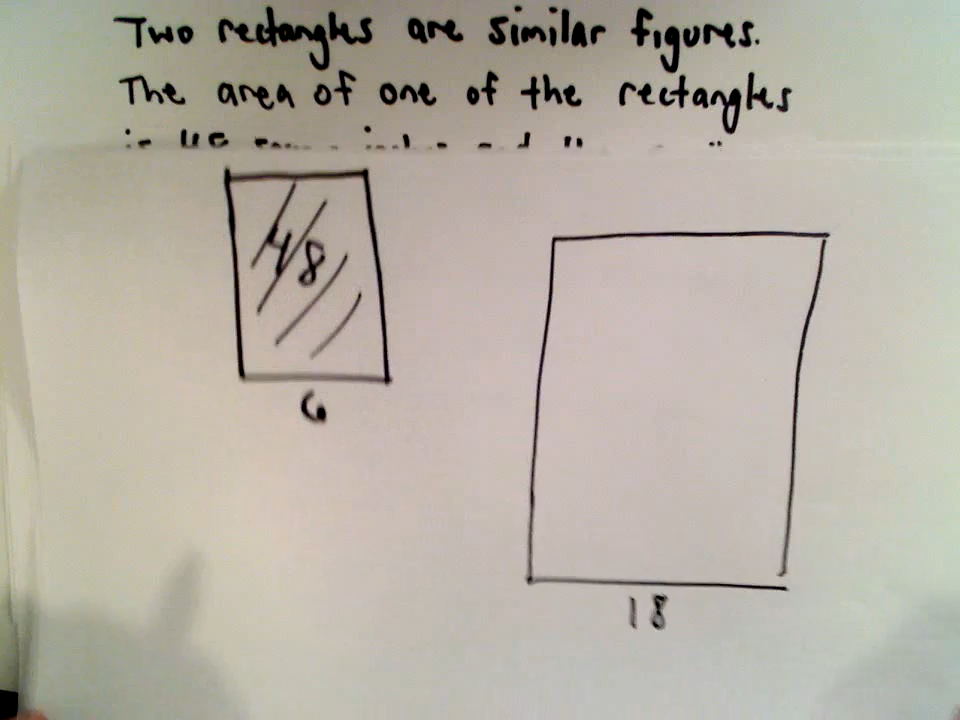 Two rectangles are similar figures.
The area of one of the rectangles
48
6
18